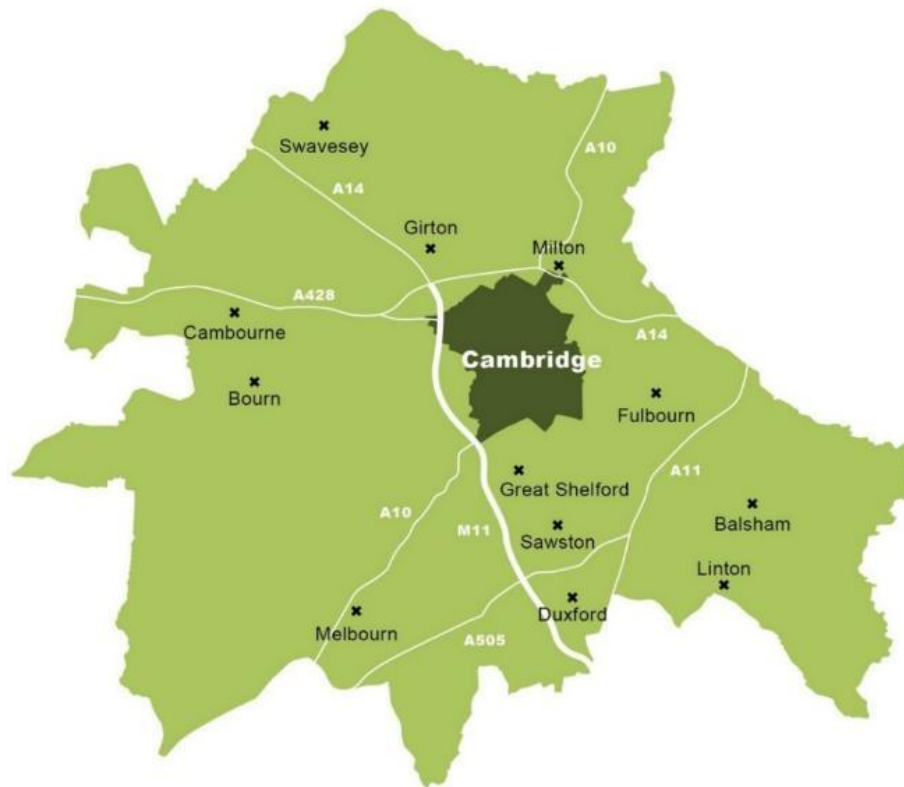 Swavesey
A10
A14
Girton
Milton
A428
Cambourne
A14
Cambridge
Bourn
Fulbourn
A11
Great Shelford
A10
M11
Balsham
Sawston
Linton
Duxford
Melbourn
A505